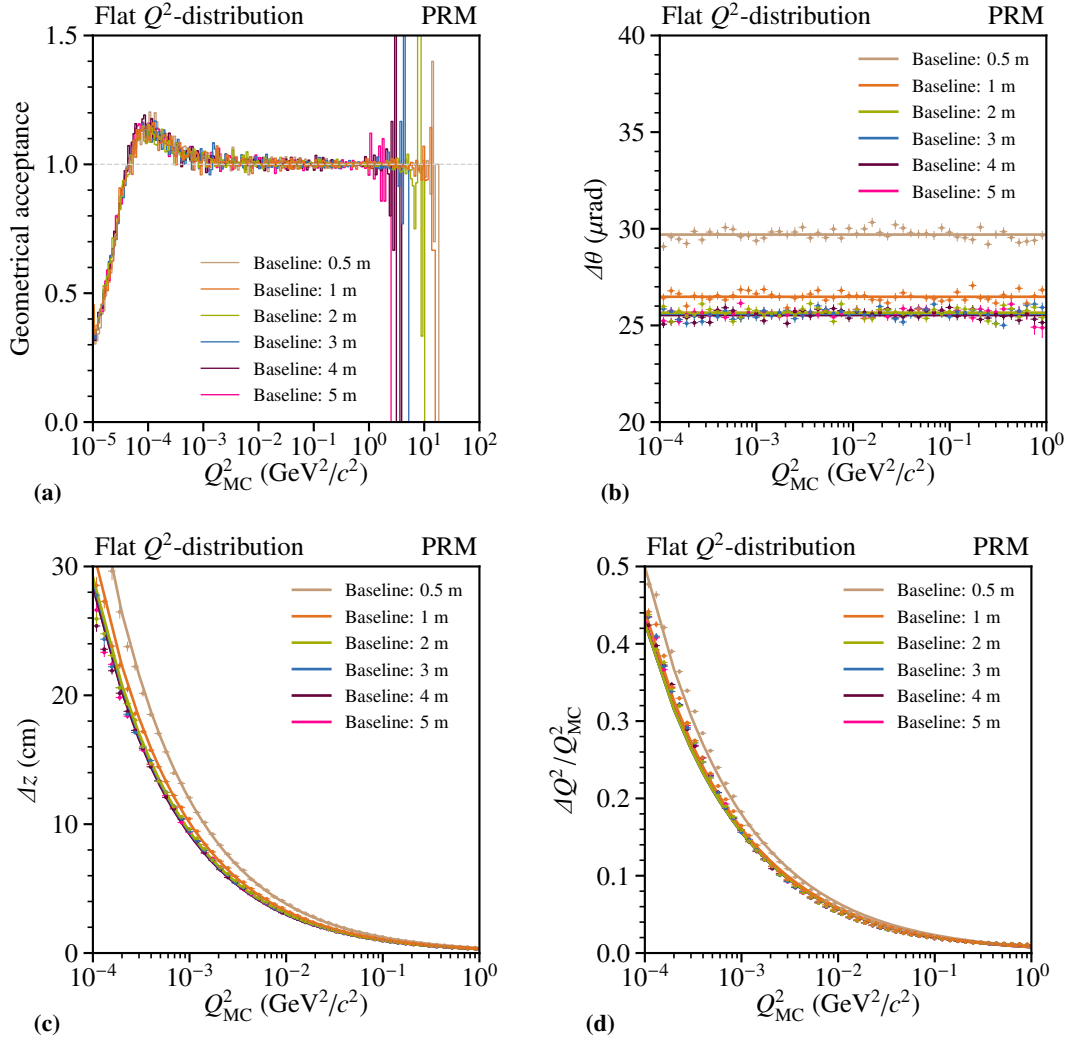 Flat Q²-distribution PRM
1.5
1.0
0.5
0.0
Geometrical acceptance
Baseline: 0.5 m
Baseline: 1 m
Baseline: 2 m
Baseline: 3 m
Baseline: 4 m
Baseline: 5 m
10⁻⁵ 10⁻⁴ 10⁻³ 10⁻² 10⁻¹ 10⁰ 10¹ 10²
Q²MC (GeV²/c²)
(a)
Flat Q²-distribution PRM
40
35
30
25
20
Δθ (μrad)
Baseline: 0.5 m
Baseline: 1 m
Baseline: 2 m
Baseline: 3 m
Baseline: 4 m
Baseline: 5 m
10⁻⁴ 10⁻³ 10⁻² 10⁻¹ 10⁰
Q²MC (GeV²/c²)
(b)
Flat Q²-distribution PRM
30
20
10
0
Δz (cm)
Baseline: 0.5 m
Baseline: 1 m
Baseline: 2 m
Baseline: 3 m
Baseline: 4 m
Baseline: 5 m
10⁻⁴ 10⁻³ 10⁻² 10⁻¹ 10⁰
Q²MC (GeV²/c²)
(c)
Flat Q²-distribution PRM
0.5
0.4
0.3
0.2
0.1
0.0
ΔQ²/Q²MC
Baseline: 0.5 m
Baseline: 1 m
Baseline: 2 m
Baseline: 3 m
Baseline: 4 m
Baseline: 5 m
10⁻⁴ 10⁻³ 10⁻² 10⁻¹ 10⁰
Q²MC (GeV²/c²)
(d)